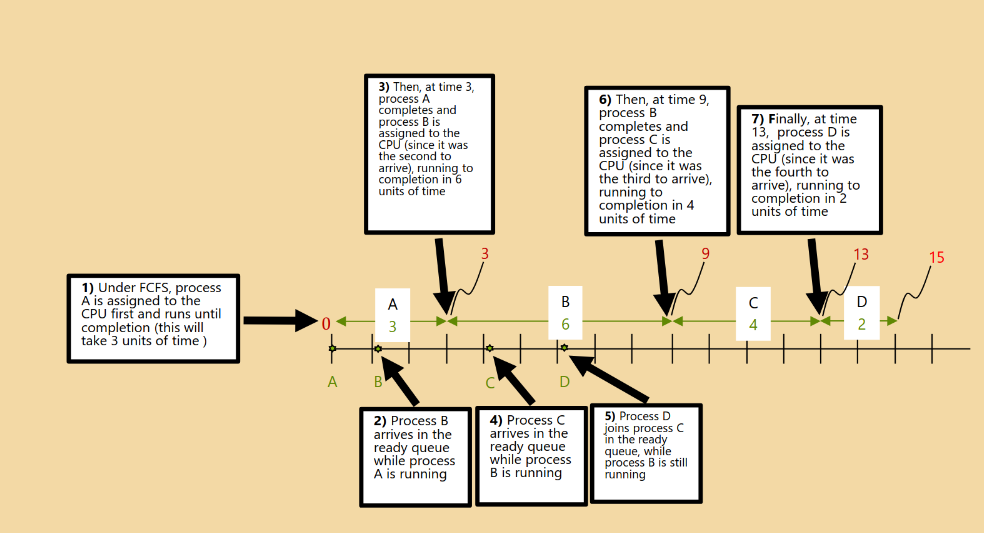 3) Then, at time 3,
process A
completes and
process B is
assigned to the
CPU (since it was
the second to
arrive), running to
completion in 6
units of time
6) Then, at time 9,
process B
completes and
process C is
assigned to the
CPU (since it was
the third to arrive),
running to
completion in 4
units of time
7) Finally, at time
13, process D is
assigned to the
CPU (since it was
the fourth to
arrive), running to
completion in 2
units of time
3
9
13
15
1) Under FCFS, process
A is assigned to the
CPU first and runs until
completion (this will
take 3 units of time )
0
A
3
B
6
C
4
D
2
A
B
C
D
2) Process B
arrives in the
ready queue
while process
A is running
4) Process C
arrives in the
ready queue
while process
B is running
5) Process D
joins process C
in the ready
queue, while
process B is still
running